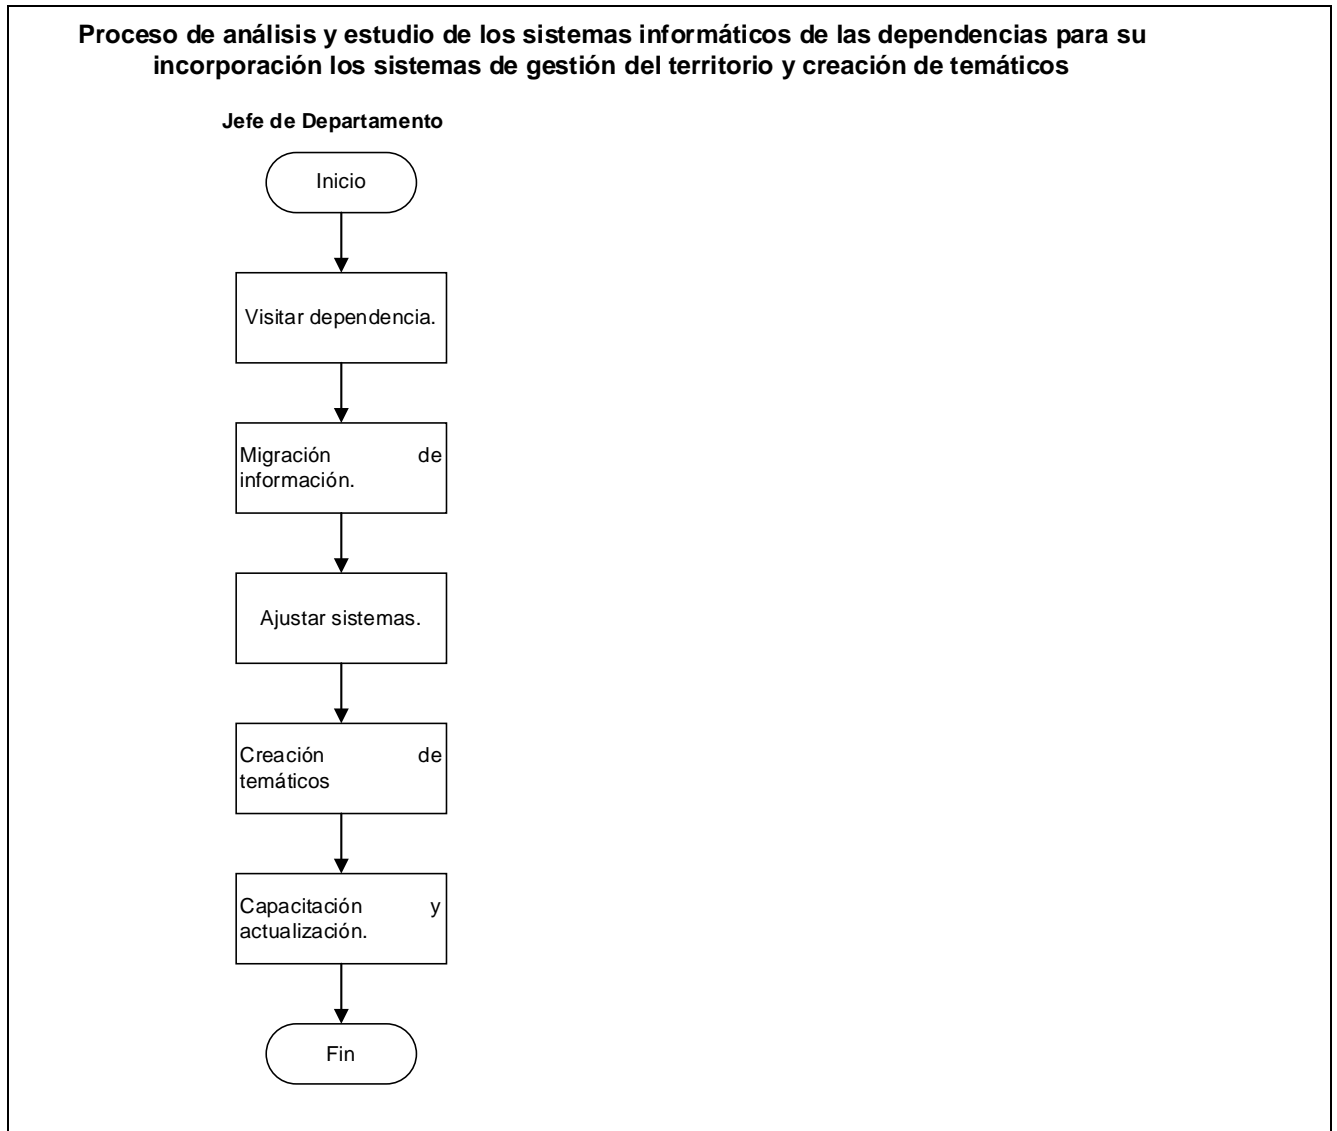 Proceso de análisis y estudio de los sistemas informáticos de las dependencias para su
incorporación los sistemas de gestión del territorio y creación de temáticos
Jefe de Departamento
Inicio
Visitar dependencia.
Migración de
información.
Ajustar sistemas.
Creación de
temáticos
Capacitación y
actualización.
Fin